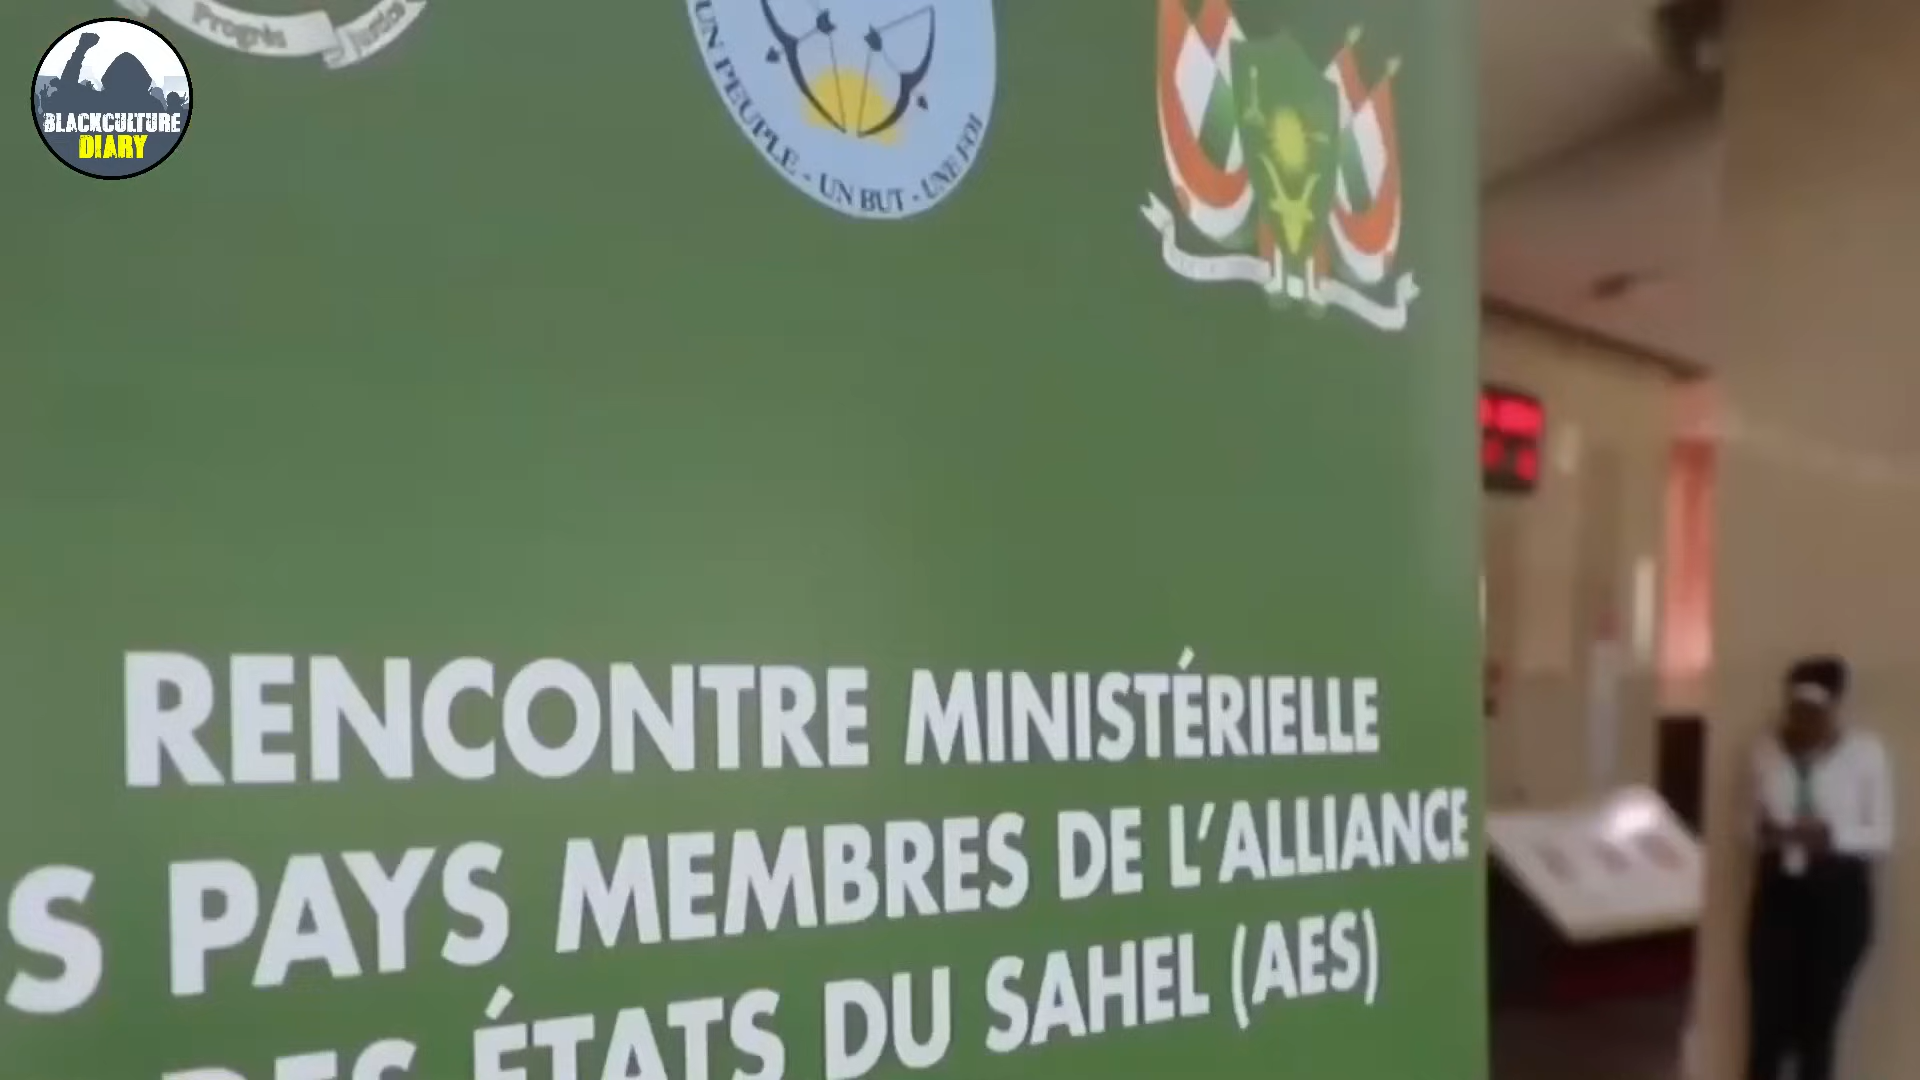 Progrès Justice
UN PEUPLE - UN BUT - UNE FOI
BLACKCULTURE
DIARY
RENCONTRE MINISTÉRIELLE
S PAYS MEMBRES DE L'ALLIANCE
DES ÉTATS DU SAHEL (AES)